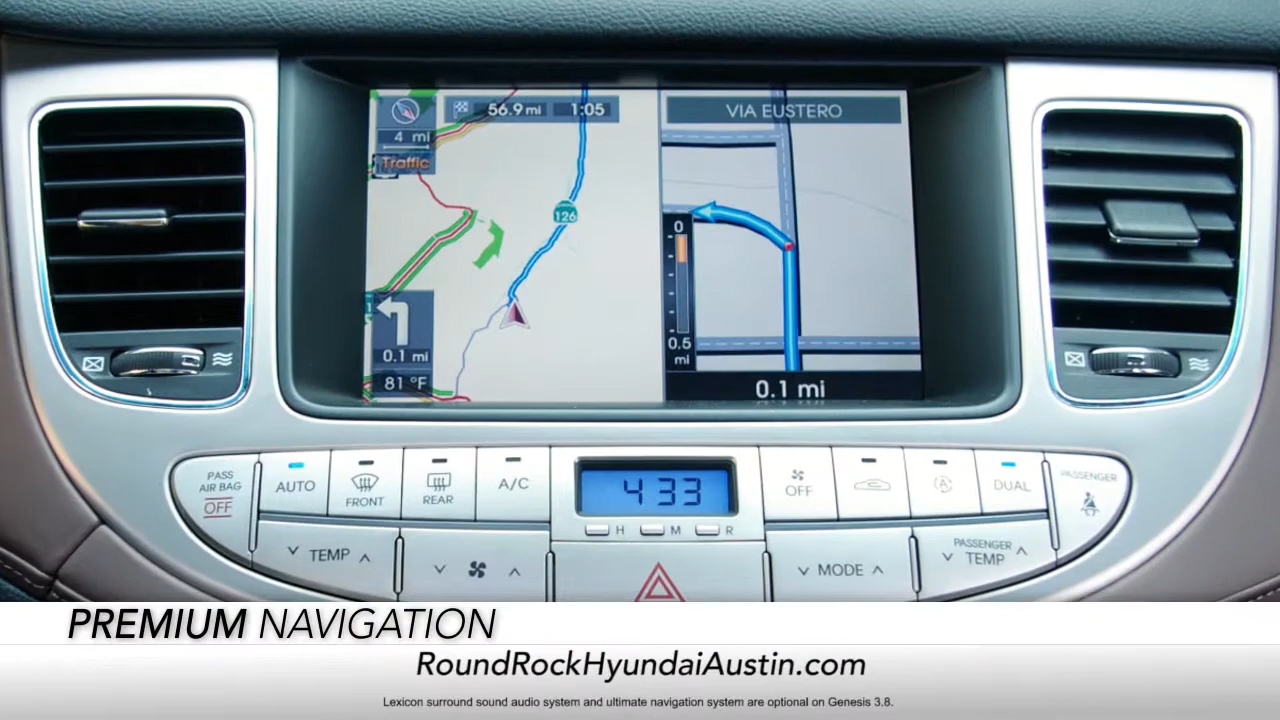 56.9 mi 1:05
VIA EUSTERO
4 mi
Traffic
126
0
0.5
mi
0.1 mi
81 °F
0.1 mi
PASS
AIR BAG
OFF
AUTO
FRONT
REAR
A/C
4 33
H M R
OFF
A
DUAL
PASSENGER
TEMP
MODE
PASSENGER
TEMP
PREMIUM NAVIGATION
RoundRockHyundaiAustin.com
Lexicon surround sound audio system and ultimate navigation system are optional on Genesis 3.8.